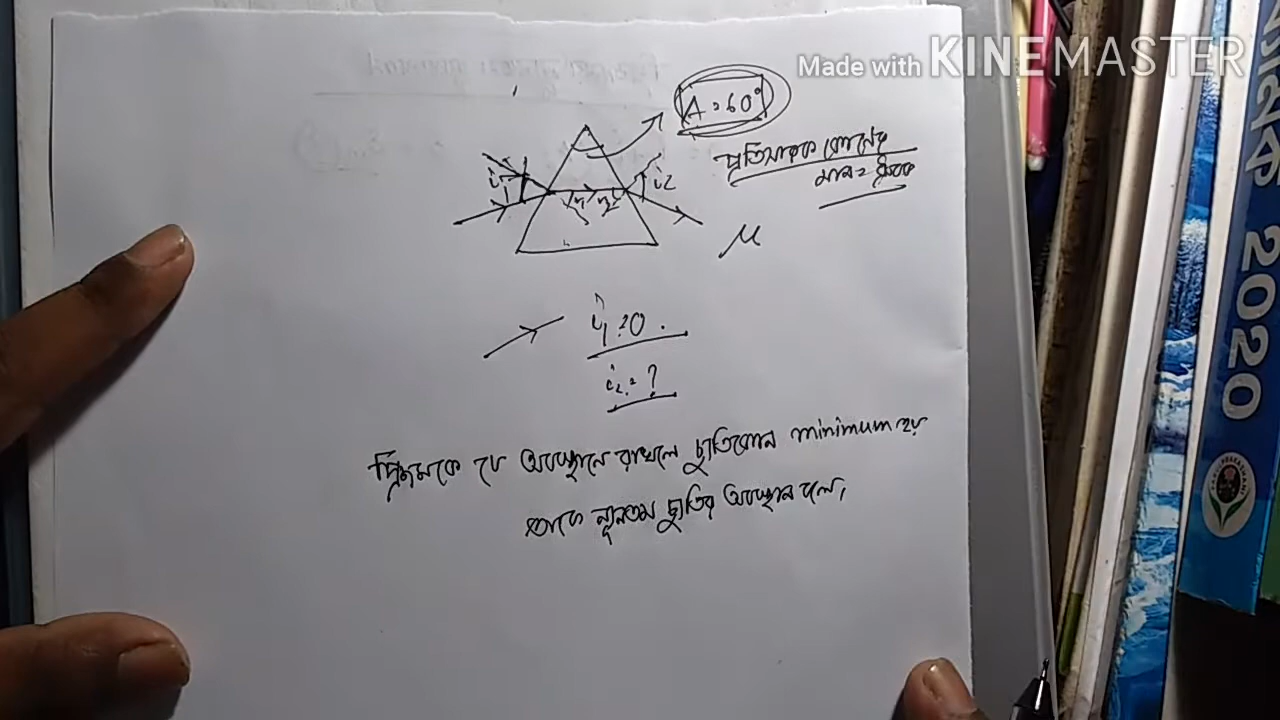 Made with KINEMASTER
A = 60°
প্রতিসারক কোণের
মান = ধ্রুবক
i₁
i₂
r₁ r₂
μ
i₁ = 0.
i₂ = ?
প্রিজমকে যে অবস্থানে রাখলে চ্যুতিকোন minimum হয়
তাকে ন্যূনতম চ্যুতির অবস্থান বলে।
2020